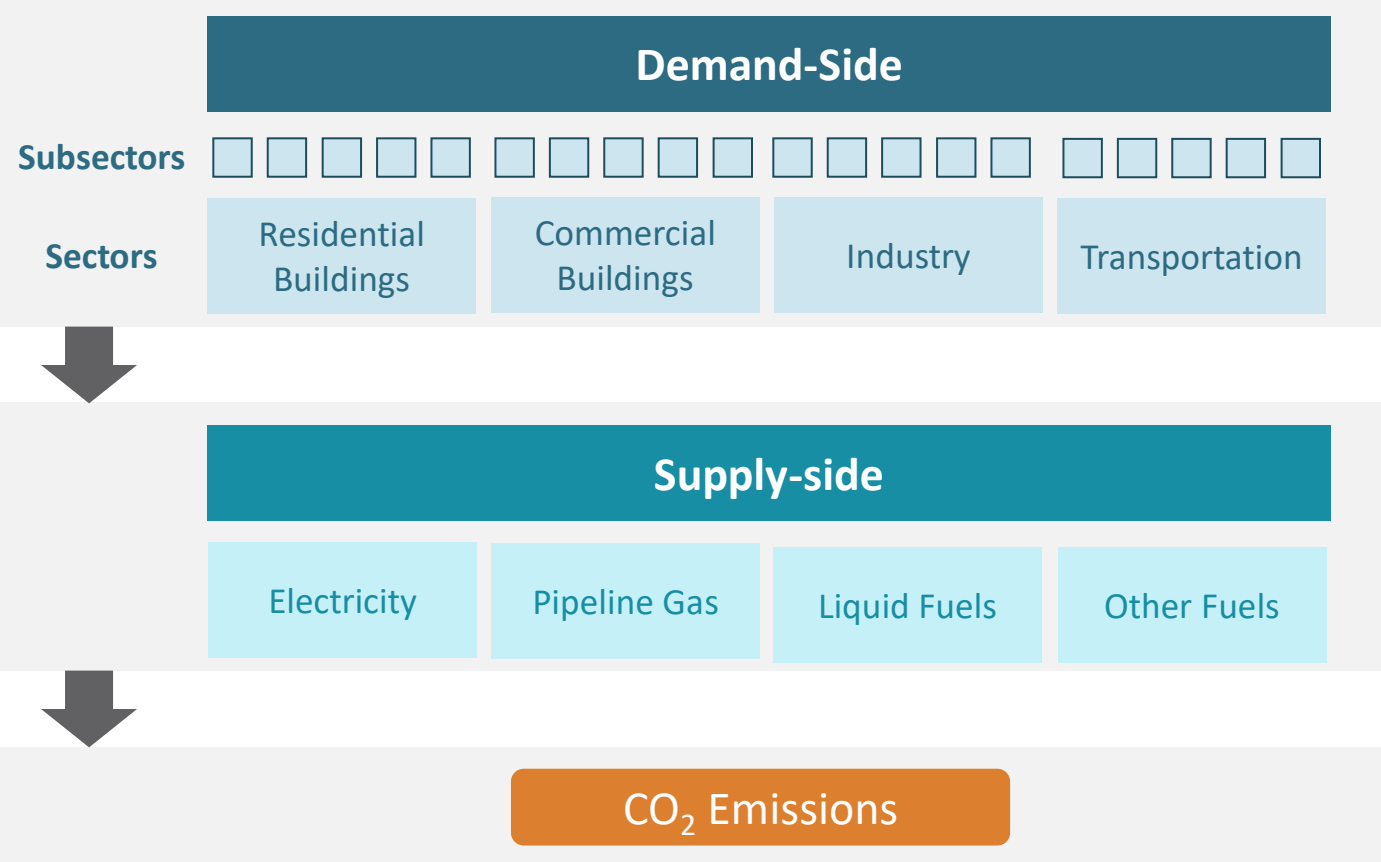 Demand-Side
Subsectors
Sectors
Residential
Buildings
Commercial
Buildings
Industry
Transportation
Supply-side
Electricity
Pipeline Gas
Liquid Fuels
Other Fuels
CO₂ Emissions